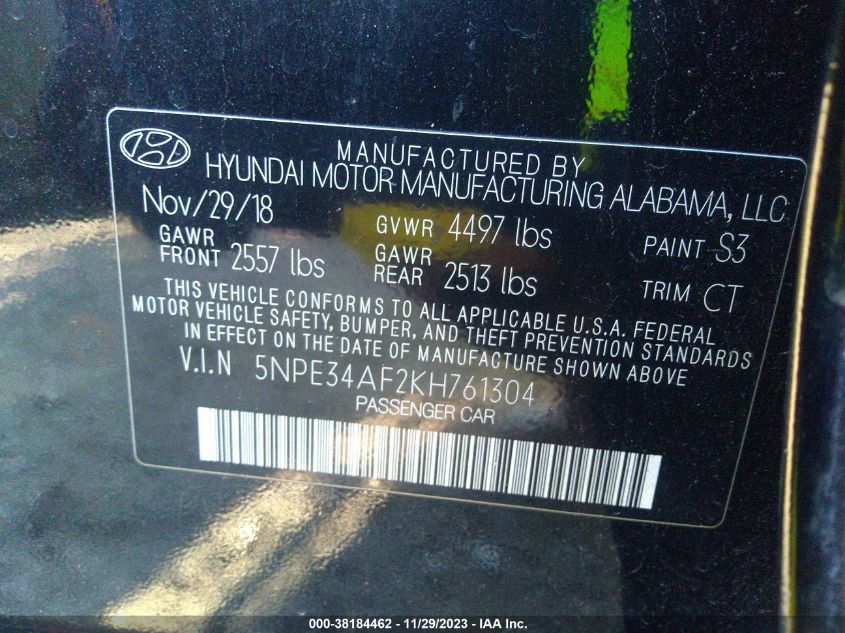 MANUFACTURED BY
HYUNDAI MOTOR MANUFACTURING ALABAMA, LLC
Nov/29/18 GVWR 4497 lbs PAINT S3
GAWR FRONT 2557 lbs GAWR REAR 2513 lbs TRIM CT
THIS VEHICLE CONFORMS TO ALL APPLICABLE U.S.A. FEDERAL
MOTOR VEHICLE SAFETY, BUMPER, AND THEFT PREVENTION STANDARDS
IN EFFECT ON THE DATE OF MANUFACTURE SHOWN ABOVE
V.I.N 5NPE34AF2KH761304
PASSENGER CAR
000-38184462 - 11/29/2023 - IAA Inc.